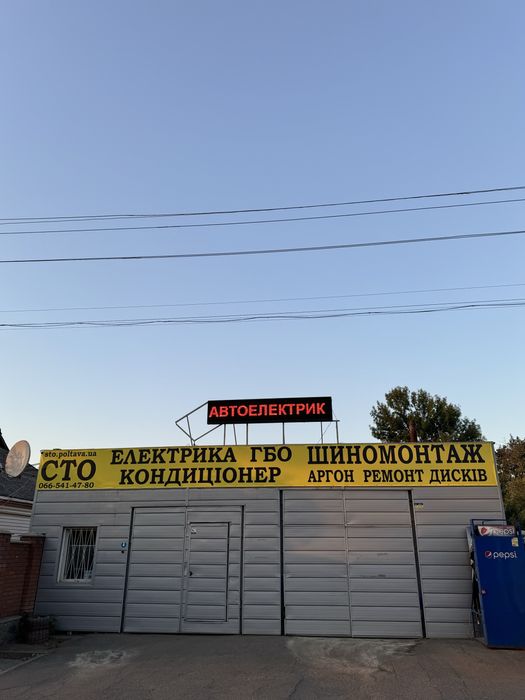 АВТОЕЛЕКТРИК
sto.poltava.ua
СТО
066-541-47-80
ЕЛЕКТРИКА ГБО ШИНОМОНТАЖ
КОНДИЦІОНЕР АРГОН РЕМОНТ ДИСКІВ
pepsi
pepsi